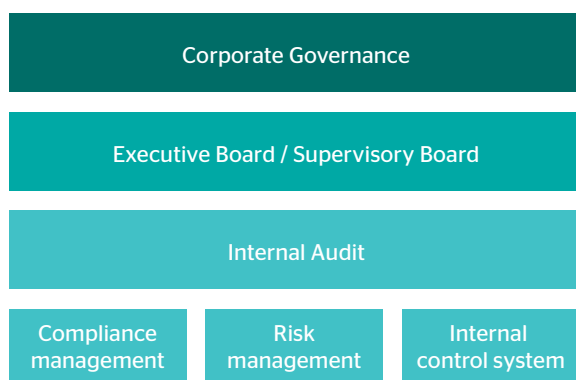 Corporate Governance
Executive Board / Supervisory Board
Internal Audit
Compliance
management
Risk
management
Internal
control system